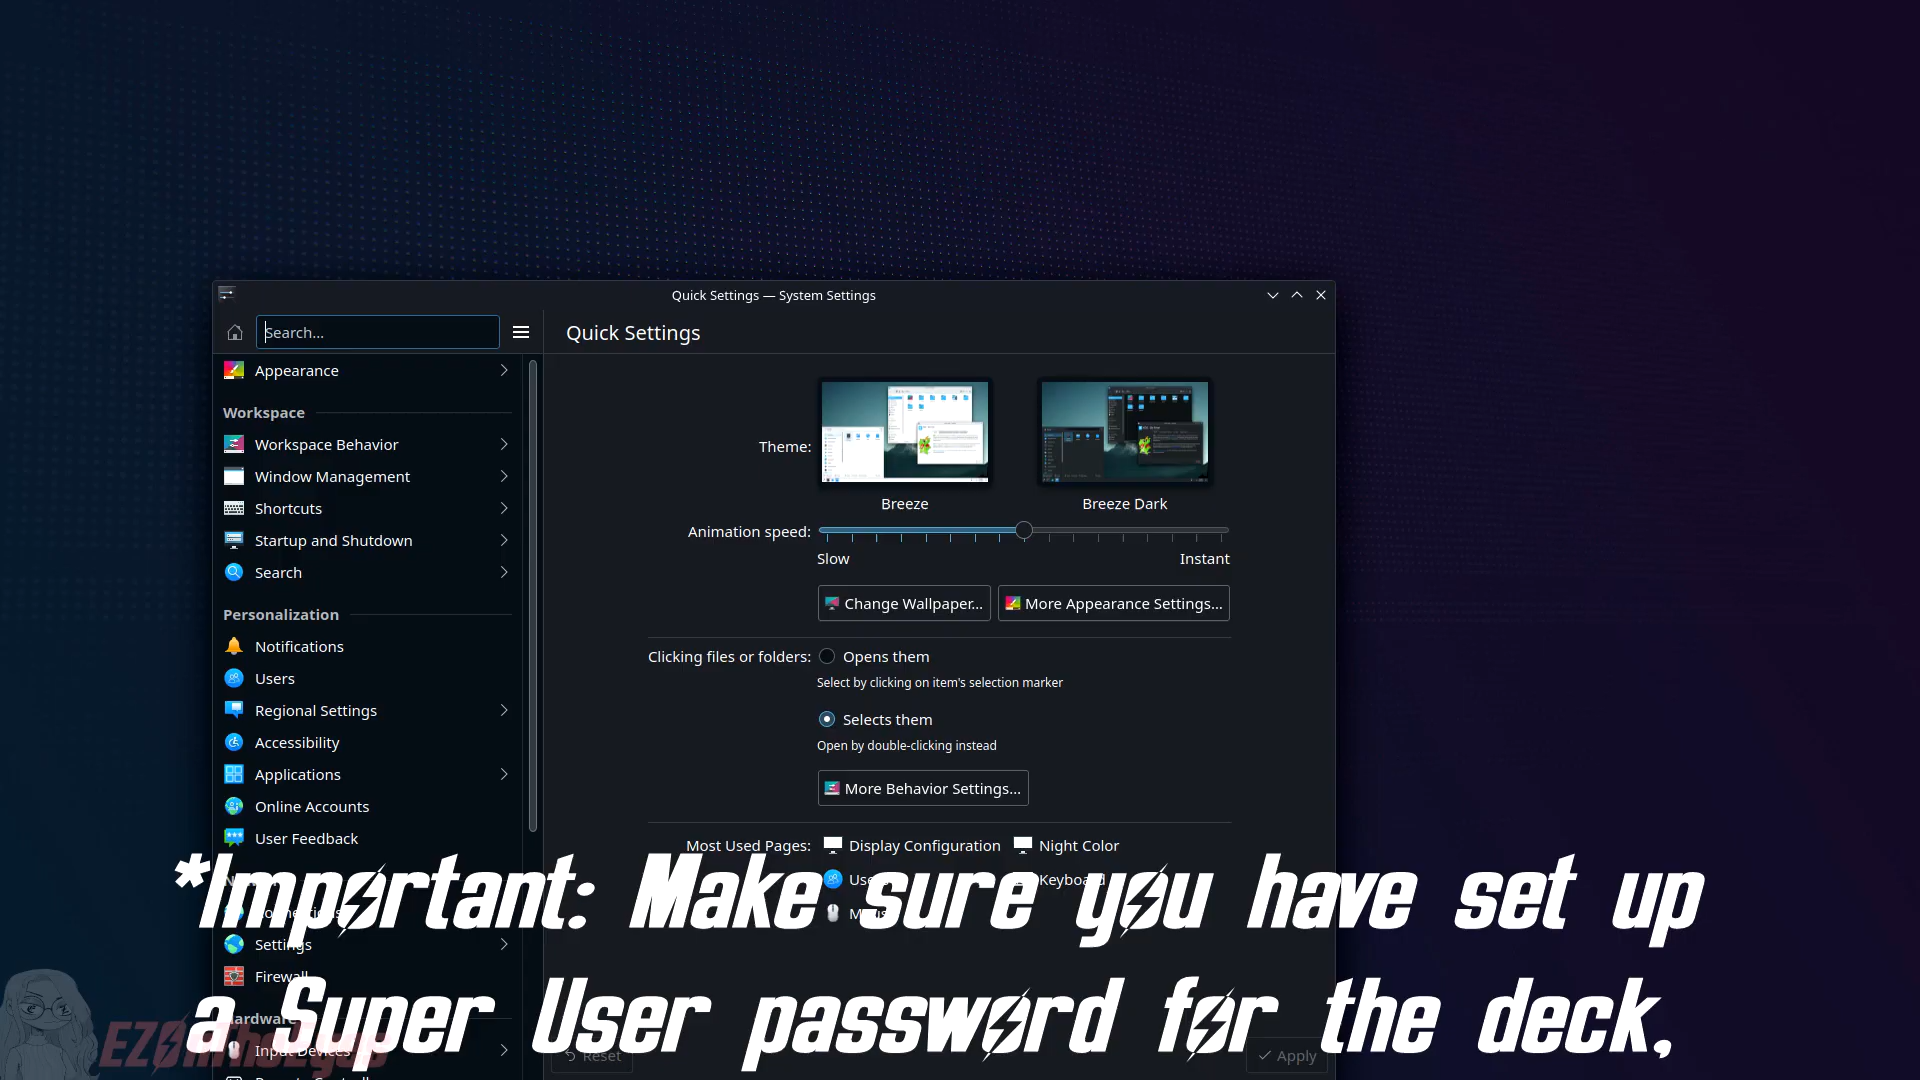 Quick Settings — System Settings
Search...
Quick Settings
Appearance
Workspace
Workspace Behavior
Window Management
Shortcuts
Startup and Shutdown
Search
Personalization
Notifications
Users
Regional Settings
Accessibility
Applications
Online Accounts
User Feedback
Settings
Firewall
Hardware
Input Devices
Theme:
Breeze
Breeze Dark
Animation speed:
Slow
Instant
Change Wallpaper...
More Appearance Settings...
Clicking files or folders:
Opens them
Select by clicking on item's selection marker
Selects them
Open by double-clicking instead
More Behavior Settings...
Most Used Pages:
Display Configuration
Night Color
Keyboard
Reset
Apply
*Important: Make sure you have set up
a Super User password for the deck,